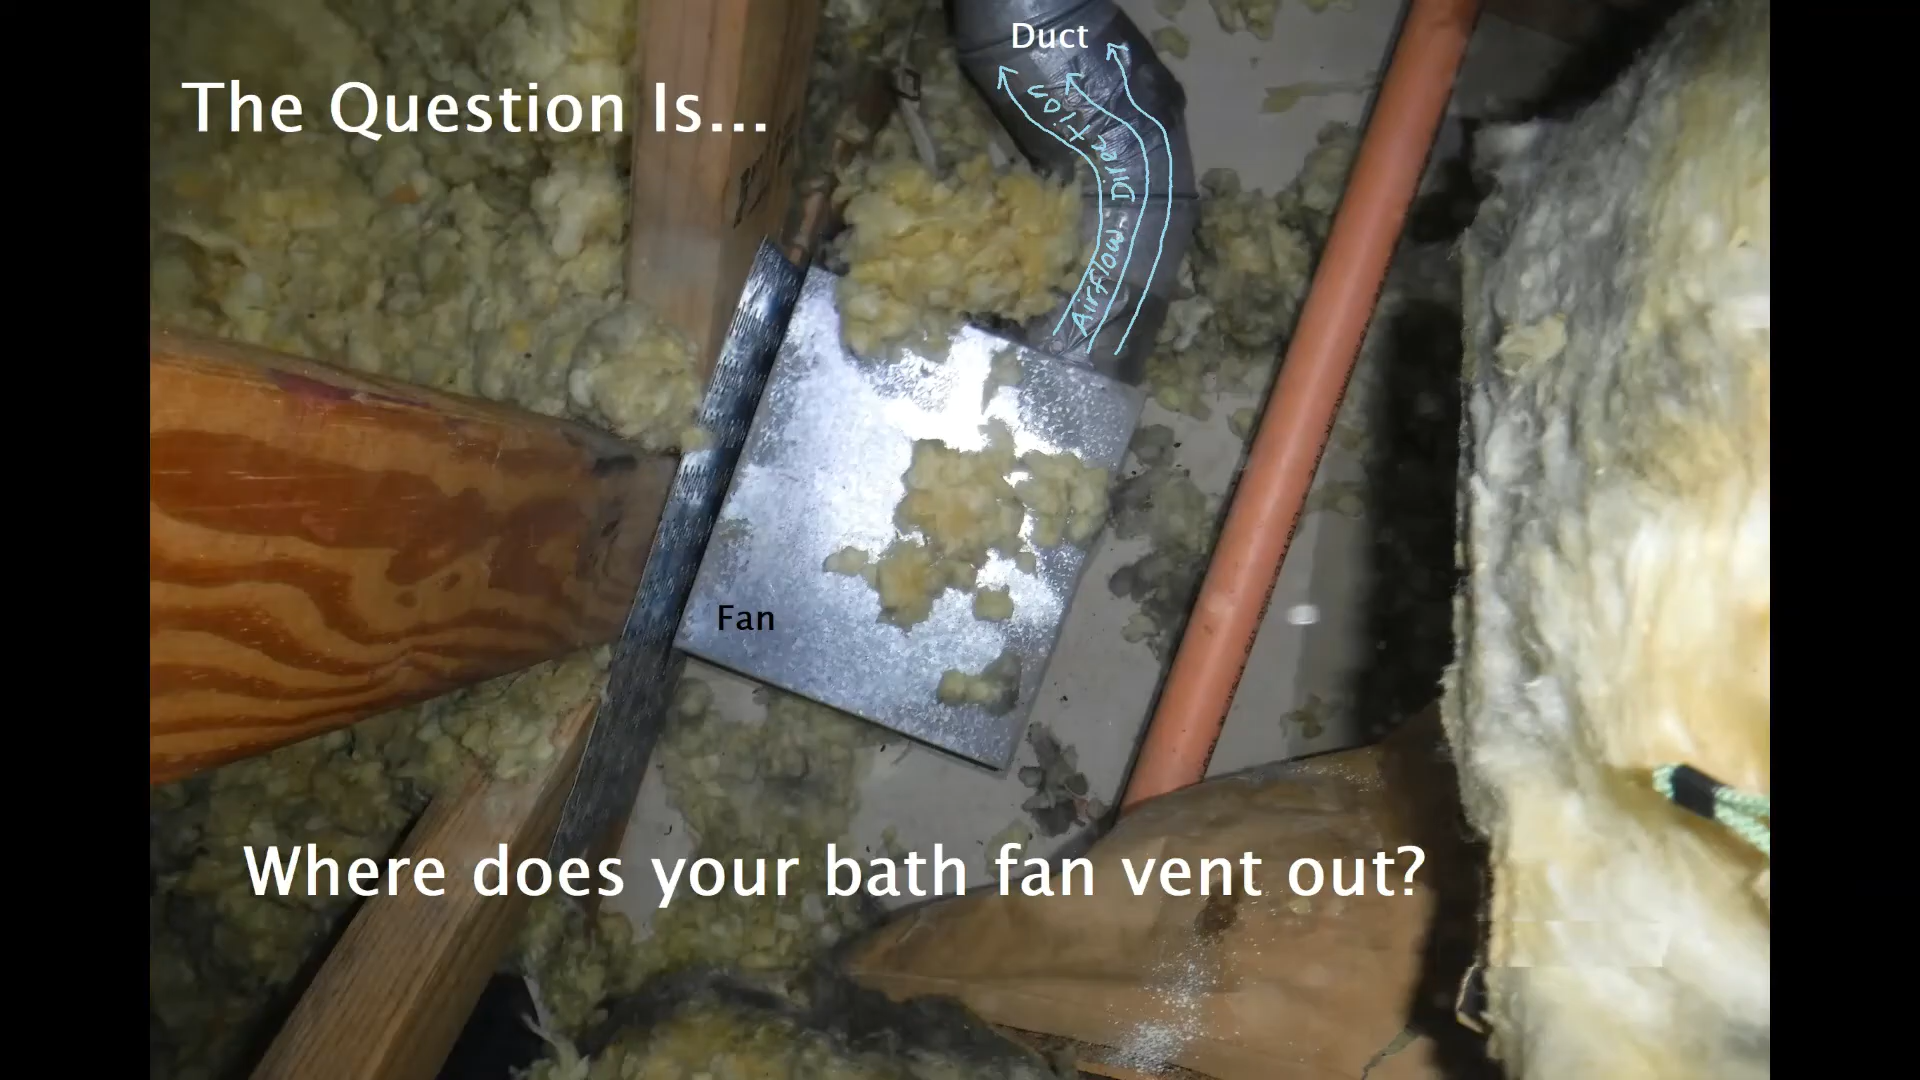 Duct
The Question Is...
Airflow Direction
Fan
Where does your bath fan vent out?